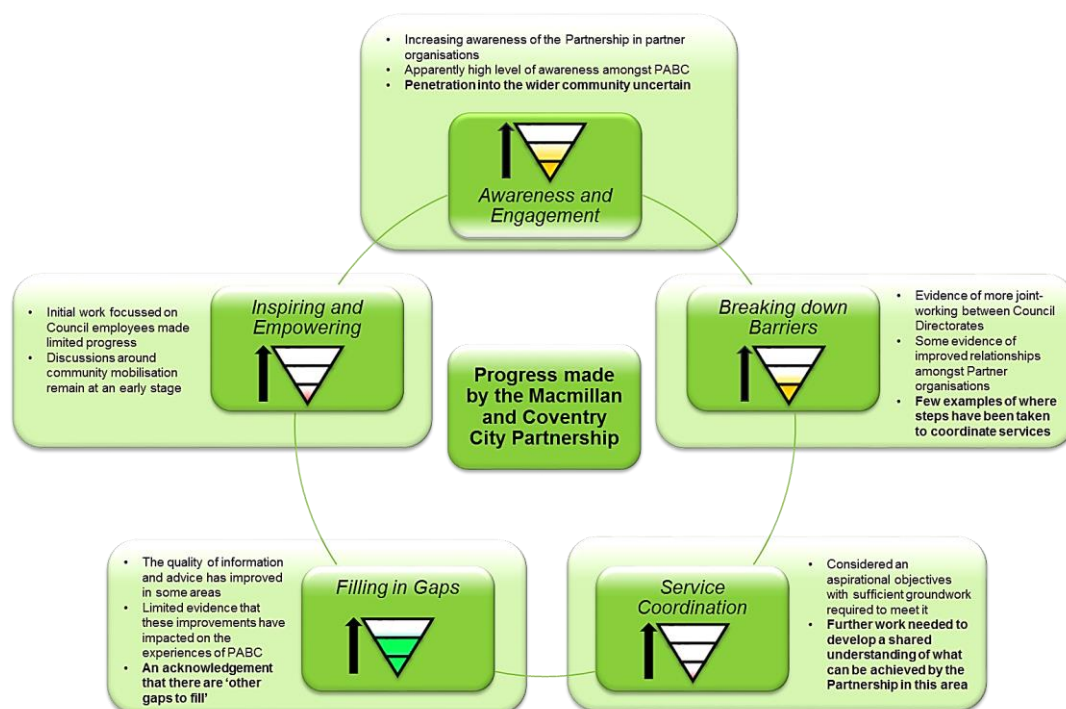 • Increasing awareness of the Partnership in partner
organisations
• Apparently high level of awareness amongst PABC
• Penetration into the wider community uncertain
Awareness and
Engagement
• Initial work focussed on
Council employees made
limited progress
• Discussions around
community mobilisation
remain at an early stage
Inspiring and
Empowering
Breaking down
Barriers
• Evidence of more joint-
working between Council
Directorates
• Some evidence of
improved relationships
amongst Partner
organisations
• Few examples of where
steps have been taken
to coordinate services
Progress made
by the Macmillan
and Coventry
City Partnership
• The quality of information
and advice has improved
in some areas
• Limited evidence that
these improvements have
impacted on the
experiences of PABC
• An acknowledgement
that there are ‘other
gaps to fill’
Filling in Gaps
Service
Coordination
• Considered an
aspirational objectives
with sufficient groundwork
required to meet it
• Further work needed to
develop a shared
understanding of what
can be achieved by the
Partnership in this area